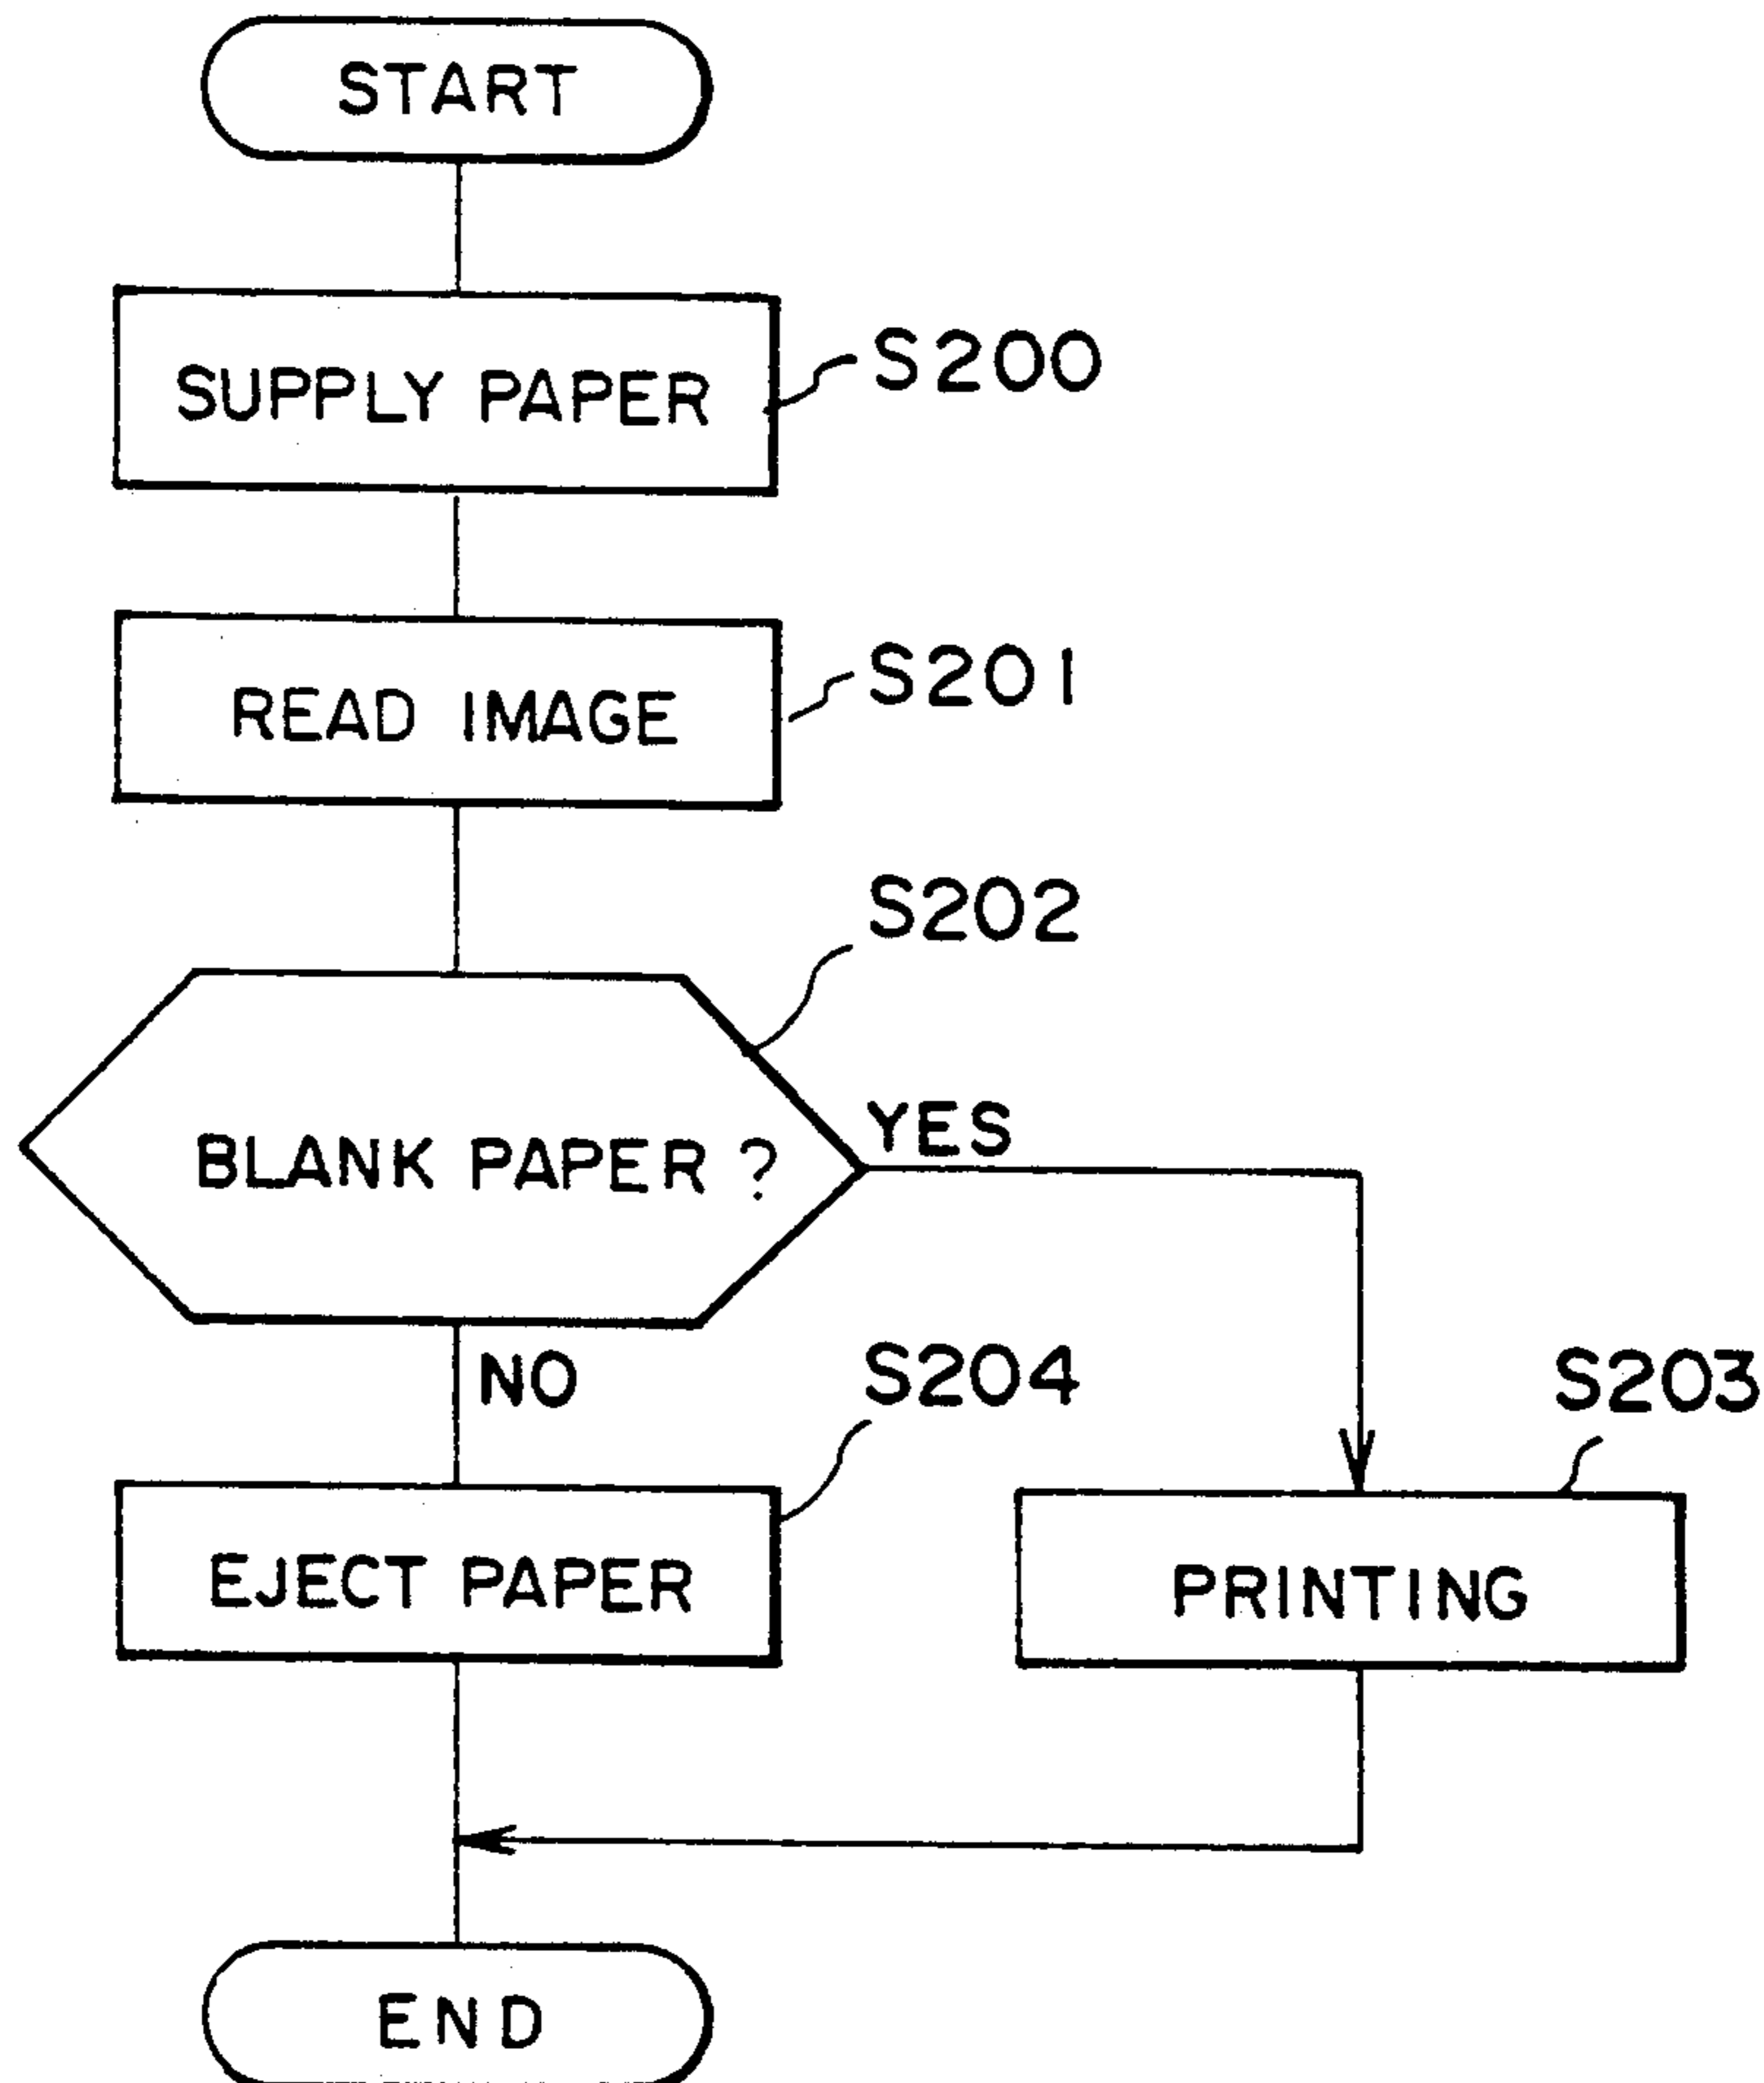 START
SUPPLY PAPER
S200
READ IMAGE
S201
S202
BLANK PAPER ?
YES
NO
S204
S203
EJECT PAPER
PRINTING
END